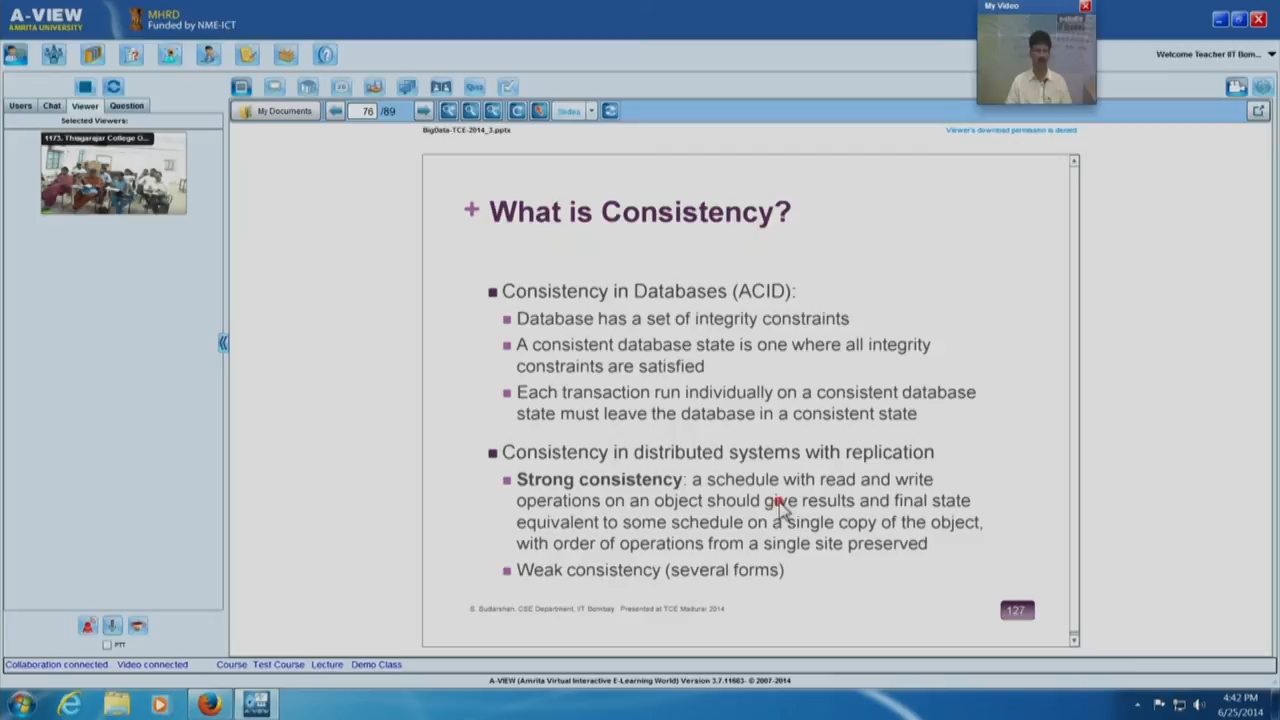 A-VIEW
AMRITA UNIVERSITY
MHRD
Funded by NME-ICT
My Video
Welcome Teacher IIT Bom...
Users Chat Viewer Question
Selected Viewers:
1173. Thiagarajar College O...
My Documents 76 /89 Slides
BigData-TCE-2014_3.pptx
Viewer's download permission is denied
+ What is Consistency?
Consistency in Databases (ACID):
Database has a set of integrity constraints
A consistent database state is one where all integrity
constraints are satisfied
Each transaction run individually on a consistent database
state must leave the database in a consistent state
Consistency in distributed systems with replication
Strong consistency: a schedule with read and write
operations on an object should give results and final state
equivalent to some schedule on a single copy of the object,
with order of operations from a single site preserved
Weak consistency (several forms)
S. Sudarshan, CSE Department, IIT Bombay Presented at TCE Madurai 2014
127
PTT
Collaboration connected Video connected Course Test Course Lecture Demo Class
A-VIEW (Amrita Virtual Interactive E-Learning World) Version 3.7.11663- © 2007-2014
4:42 PM
6/25/2014